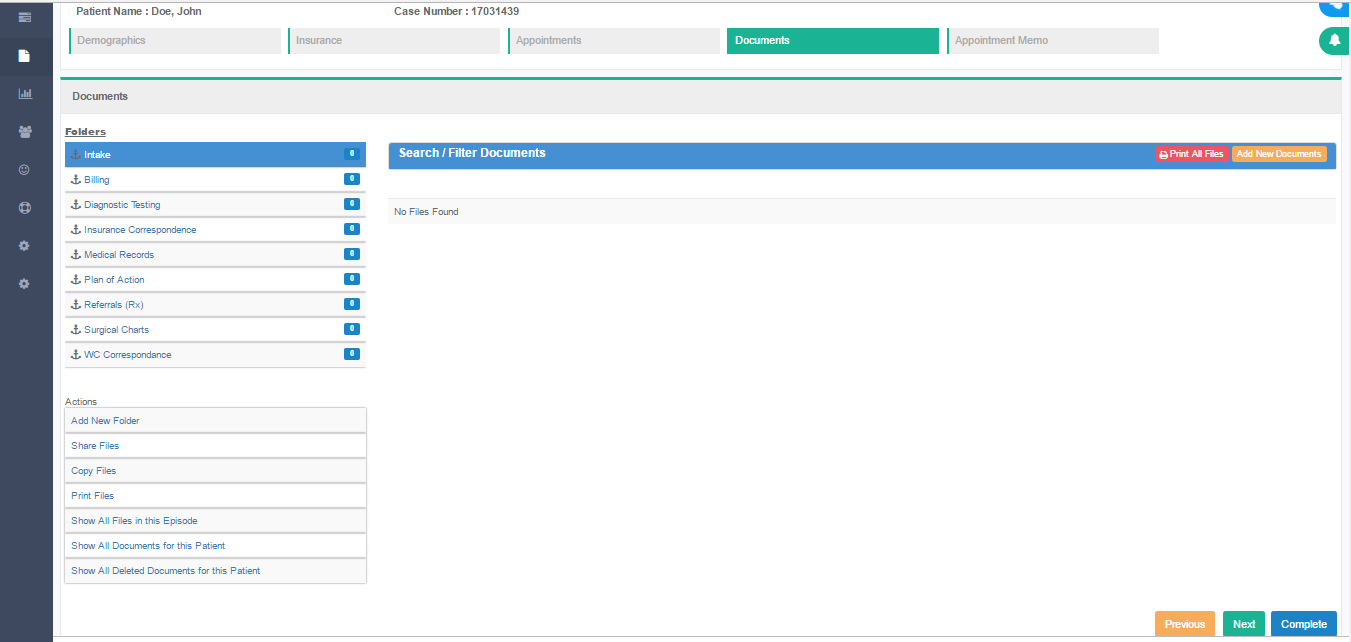 Patient Name : Doe, John Case Number : 17031439
Demographics Insurance Appointments Documents Appointment Memo
Documents
Folders
Intake 0
Billing 0
Diagnostic Testing 0
Insurance Correspondence 0
Medical Records 0
Plan of Action 0
Referrals (Rx) 0
Surgical Charts 0
WC Correspondance 0
Search / Filter Documents Print All Files Add New Documents
No Files Found
Actions
Add New Folder
Share Files
Copy Files
Print Files
Show All Files in this Episode
Show All Documents for this Patient
Show All Deleted Documents for this Patient
Previous Next Complete